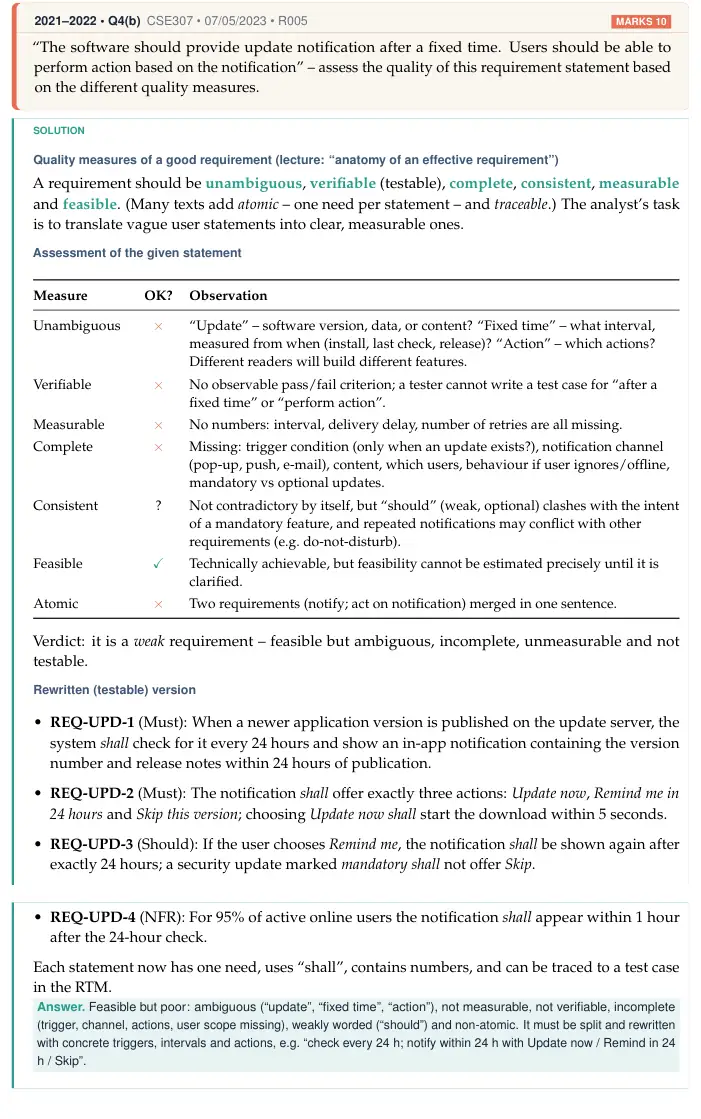 2021–2022 • Q4(b) CSE307 • 07/05/2023 • R005 MARKS 10
“The software should provide update notification after a fixed time. Users should be able to
perform action based on the notification” – assess the quality of this requirement statement based
on the different quality measures.
SOLUTION
Quality measures of a good requirement (lecture: “anatomy of an effective requirement”)
A requirement should be unambiguous, verifiable (testable), complete, consistent, measurable
and feasible. (Many texts add atomic – one need per statement – and traceable.) The analyst’s task
is to translate vague user statements into clear, measurable ones.
Assessment of the given statement
Measure OK? Observation
Unambiguous × “Update” – software version, data, or content? “Fixed time” – what interval,
measured from when (install, last check, release)? “Action” – which actions?
Different readers will build different features.
Verifiable × No observable pass/fail criterion; a tester cannot write a test case for “after a
fixed time” or “perform action”.
Measurable × No numbers: interval, delivery delay, number of retries are all missing.
Complete × Missing: trigger condition (only when an update exists?), notification channel
(pop-up, push, e-mail), content, which users, behaviour if user ignores/offline,
mandatory vs optional updates.
Consistent ? Not contradictory by itself, but “should” (weak, optional) clashes with the intent
of a mandatory feature, and repeated notifications may conflict with other
requirements (e.g. do-not-disturb).
Feasible ✓ Technically achievable, but feasibility cannot be estimated precisely until it is
clarified.
Atomic × Two requirements (notify; act on notification) merged in one sentence.
Verdict: it is a weak requirement – feasible but ambiguous, incomplete, unmeasurable and not
testable.
Rewritten (testable) version
• REQ-UPD-1 (Must): When a newer application version is published on the update server, the
system shall check for it every 24 hours and show an in-app notification containing the version
number and release notes within 24 hours of publication.
• REQ-UPD-2 (Must): The notification shall offer exactly three actions: Update now, Remind me in
24 hours and Skip this version; choosing Update now shall start the download within 5 seconds.
• REQ-UPD-3 (Should): If the user chooses Remind me, the notification shall be shown again after
exactly 24 hours; a security update marked mandatory shall not offer Skip.
• REQ-UPD-4 (NFR): For 95% of active online users the notification shall appear within 1 hour
after the 24-hour check.
Each statement now has one need, uses “shall”, contains numbers, and can be traced to a test case
in the RTM.
Answer. Feasible but poor: ambiguous (“update”, “fixed time”, “action”), not measurable, not verifiable, incomplete
(trigger, channel, actions, user scope missing), weakly worded (“should”) and non-atomic. It must be split and rewritten
with concrete triggers, intervals and actions, e.g. “check every 24 h; notify within 24 h with Update now / Remind in 24
h / Skip”.